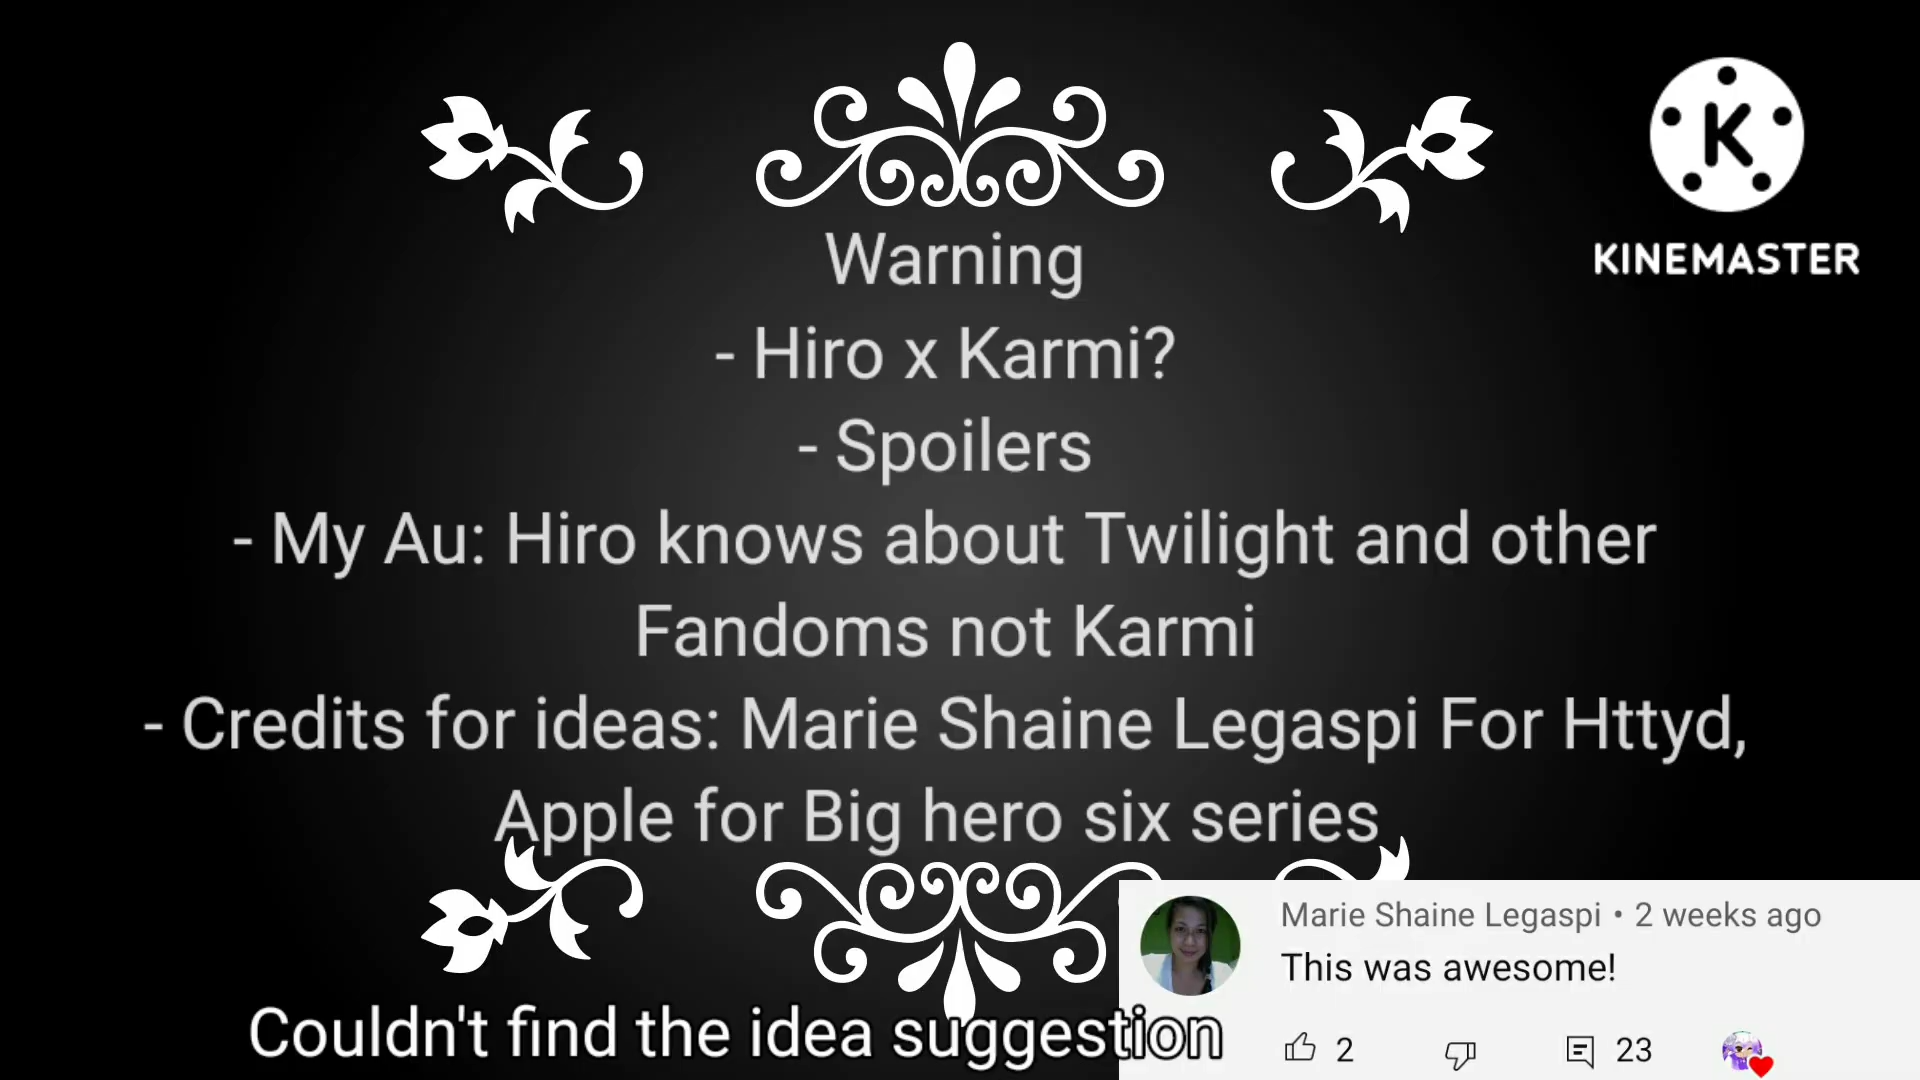 K
KINEMASTER
Warning
- Hiro x Karmi?
- Spoilers
- My Au: Hiro knows about Twilight and other
Fandoms not Karmi
- Credits for ideas: Marie Shaine Legaspi For Httyd,
Apple for Big hero six series
Marie Shaine Legaspi • 2 weeks ago
This was awesome!
Couldn't find the idea suggestion
2 23